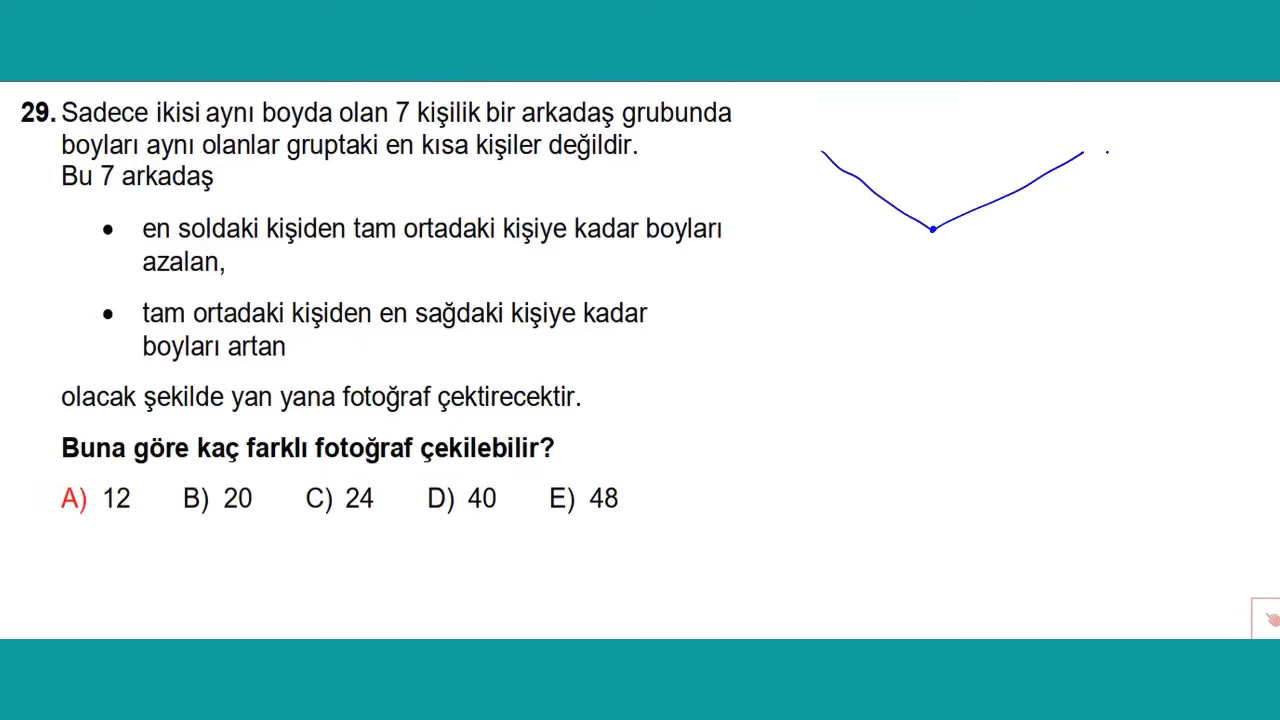 29. Sadece ikisi aynı boyda olan 7 kişilik bir arkadaş grubunda
boyları aynı olanlar gruptaki en kısa kişiler değildir.
Bu 7 arkadaş
• en soldaki kişiden tam ortadaki kişiye kadar boyları
azalan,
• tam ortadaki kişiden en sağdaki kişiye kadar
boyları artan
olacak şekilde yan yana fotoğraf çektirecektir.
Buna göre kaç farklı fotoğraf çekilebilir?
A) 12 B) 20 C) 24 D) 40 E) 48